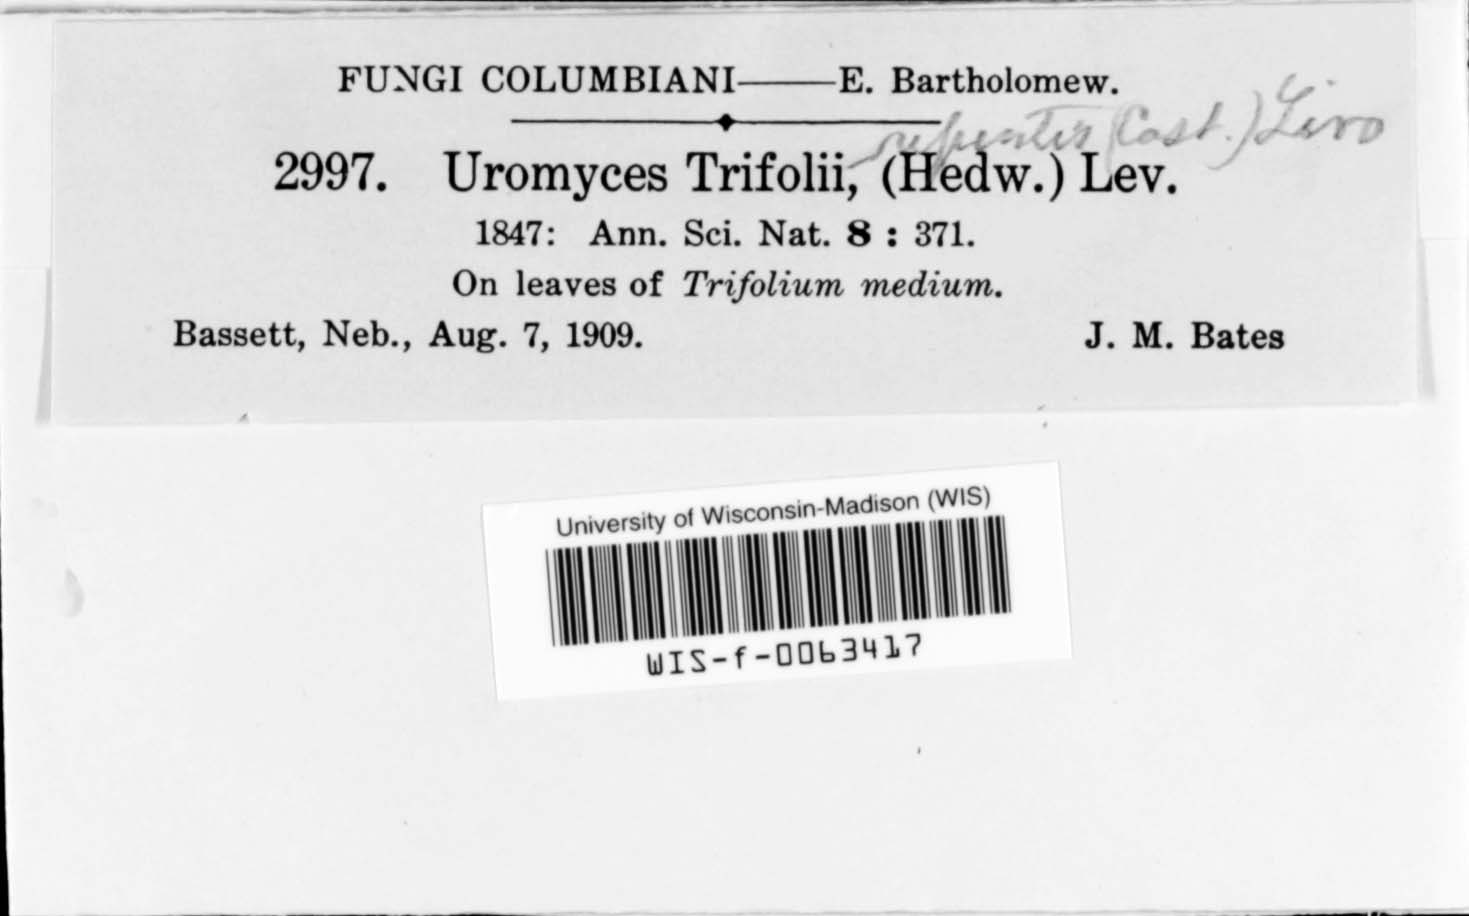 FUNGI COLUMBIANI——E. Bartholomew.
repentis (Cast.) Liro
2997. Uromyces Trifolii, (Hedw.) Lev.
1847: Ann. Sci. Nat. 8 : 371.
On leaves of Trifolium medium.
Bassett, Neb., Aug. 7, 1909. J. M. Bates
University of Wisconsin-Madison (WIS)
WIS-f-0063417